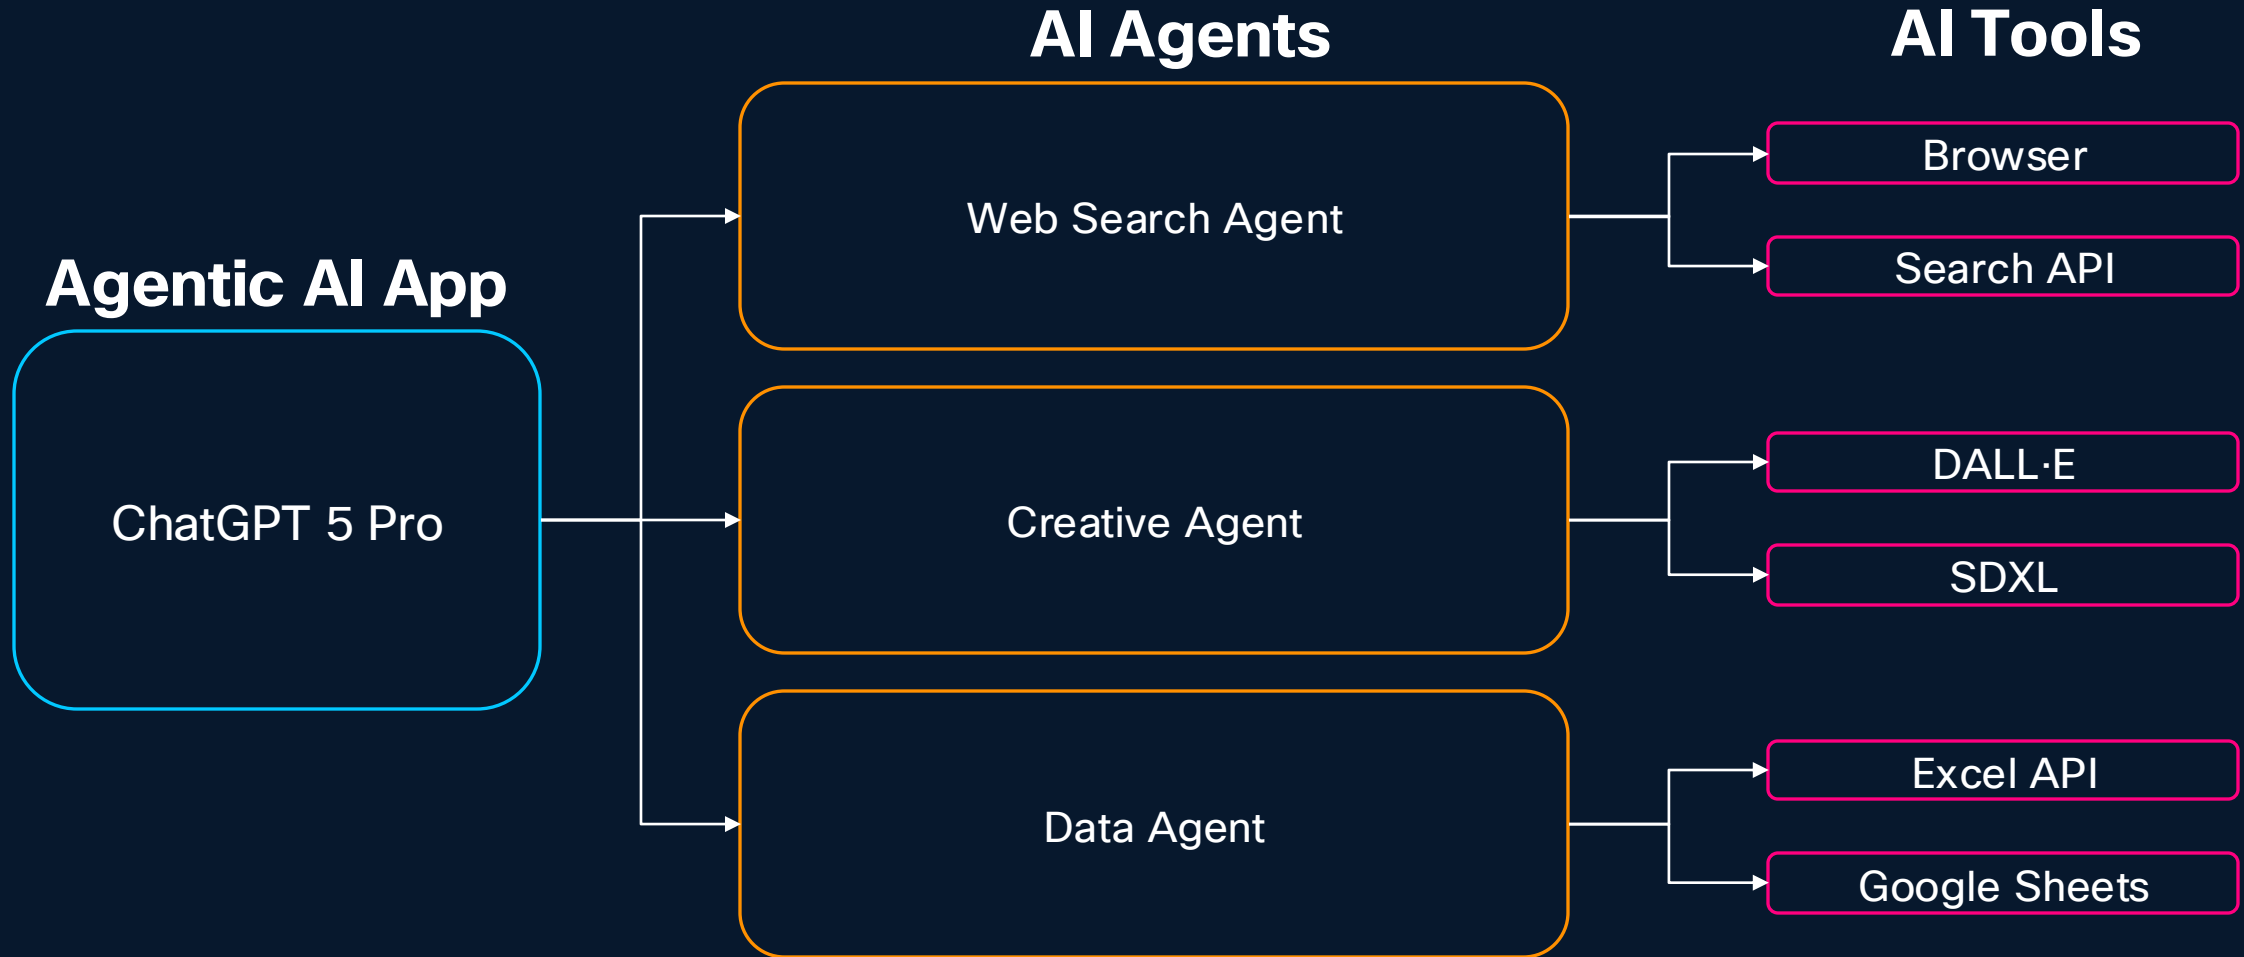 AI Agents
AI Tools
Agentic AI App
ChatGPT 5 Pro
Web Search Agent
Browser
Search API
Creative Agent
DALL·E
SDXL
Data Agent
Excel API
Google Sheets